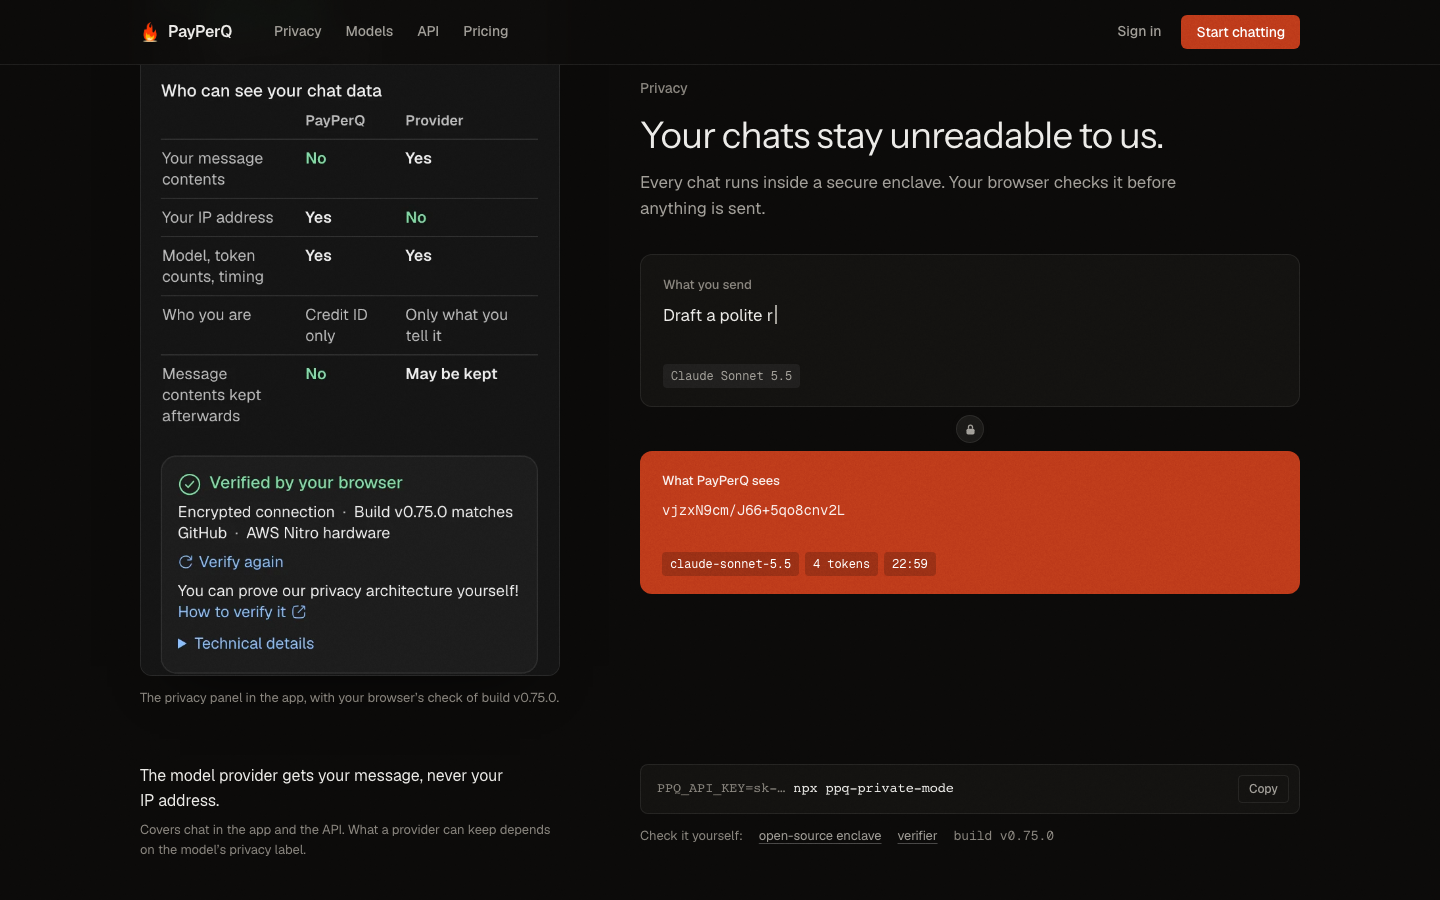 PayPerQ Privacy Models API Pricing Sign in Start chatting
Who can see your chat data
PayPerQ Provider
Your message contents No Yes
Your IP address Yes No
Model, token counts, timing Yes Yes
Who you are Credit ID only Only what you tell it
Message contents kept afterwards No May be kept
Verified by your browser
Encrypted connection · Build v0.75.0 matches
GitHub · AWS Nitro hardware
Verify again
You can prove our privacy architecture yourself!
How to verify it
Technical details
The privacy panel in the app, with your browser's check of build v0.75.0.
Privacy
Your chats stay unreadable to us.
Every chat runs inside a secure enclave. Your browser checks it before
anything is sent.
What you send
Draft a polite r
Claude Sonnet 5.5
What PayPerQ sees
vjzxN9cm/J66+5qo8cnv2L
claude-sonnet-5.5 4 tokens 22:59
The model provider gets your message, never your
IP address.
Covers chat in the app and the API. What a provider can keep depends
on the model's privacy label.
PPQ_API_KEY=sk-… npx ppq-private-mode Copy
Check it yourself: open-source enclave verifier build v0.75.0